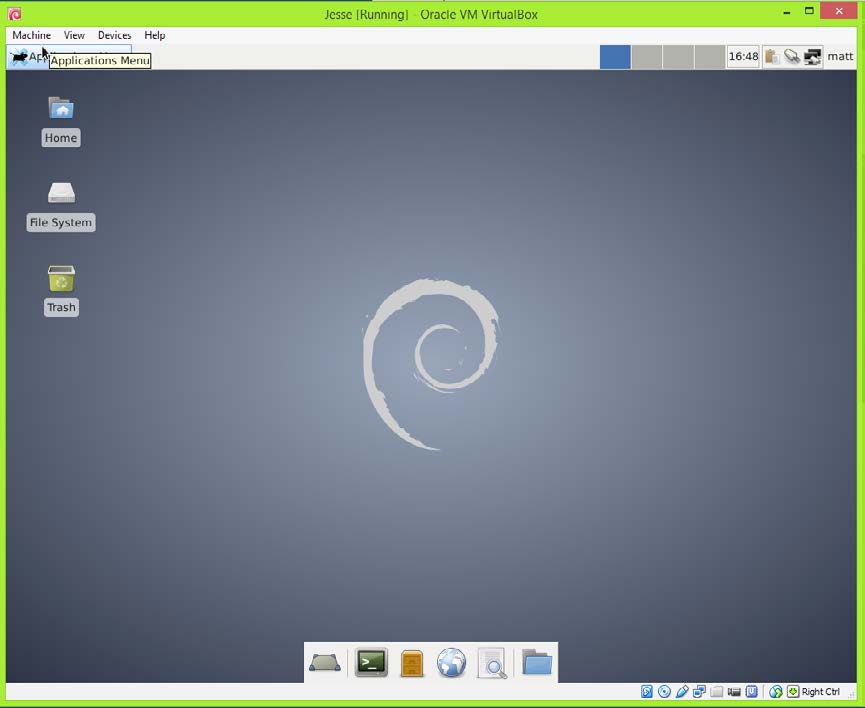 Jesse [Running] - Oracle VM VirtualBox
Machine View Devices Help
Applications Menu
16:48 matt
Home
File System
Trash
>_
Right Ctrl